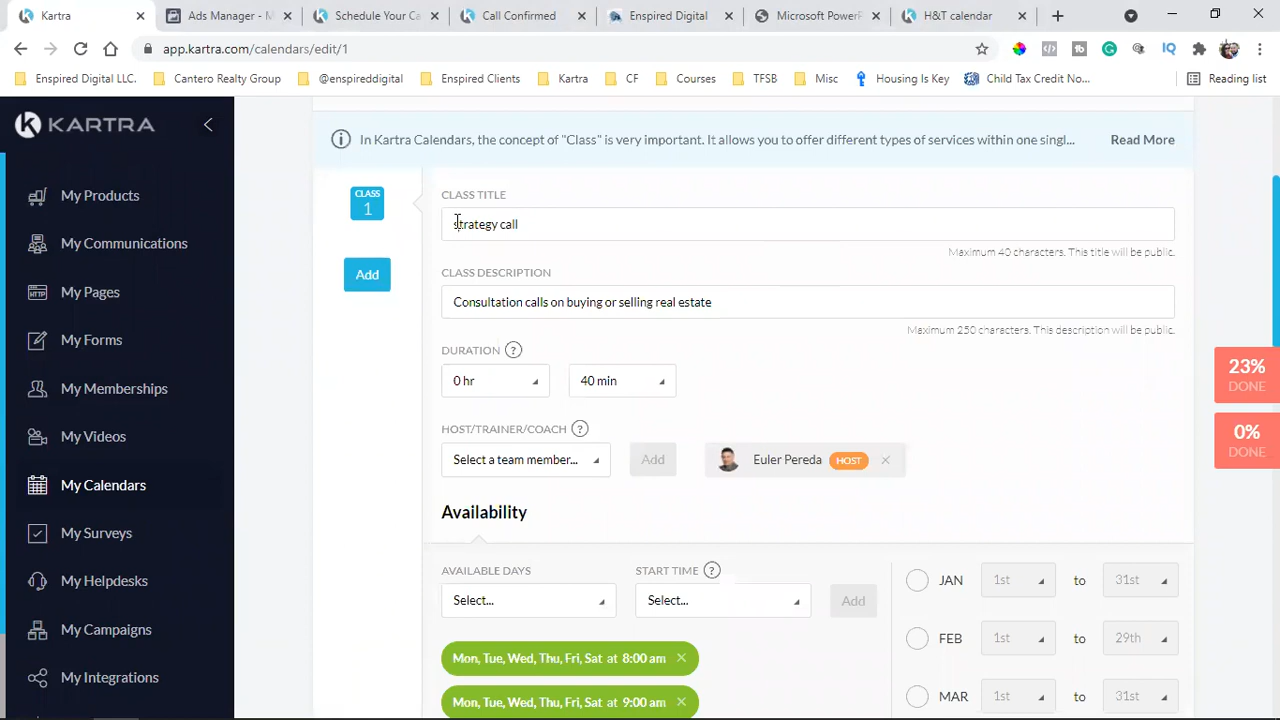 Kartra
Ads Manager - M
Schedule Your Ca
Call Confirmed
Enspired Digital
Microsoft PowerP
H&T calendar
app.kartra.com/calendars/edit/1
Enspired Digital LLC.
Cantero Realty Group
@enspireddigital
Enspired Clients
Kartra
CF
Courses
TFSB
Misc
Housing Is Key
Child Tax Credit No...
Reading list
KARTRA
My Products
My Communications
My Pages
My Forms
My Memberships
My Videos
My Calendars
My Surveys
My Helpdesks
My Campaigns
My Integrations
In Kartra Calendars, the concept of "Class" is very important. It allows you to offer different types of services within one singl...
Read More
CLASS
1
Add
CLASS TITLE
strategy call
Maximum 40 characters. This title will be public.
CLASS DESCRIPTION
Consultation calls on buying or selling real estate
Maximum 250 characters. This description will be public.
DURATION ?
0 hr
40 min
HOST/TRAINER/COACH ?
Select a team member...
Add
Euler Pereda HOST
Availability
AVAILABLE DAYS
START TIME ?
Select...
Select...
Add
Mon, Tue, Wed, Thu, Fri, Sat at 8:00 am
Mon, Tue, Wed, Thu, Fri, Sat at 9:00 am
JAN 1st to 31st
FEB 1st to 29th
MAR 1st to 31st
23%
DONE
0%
DONE